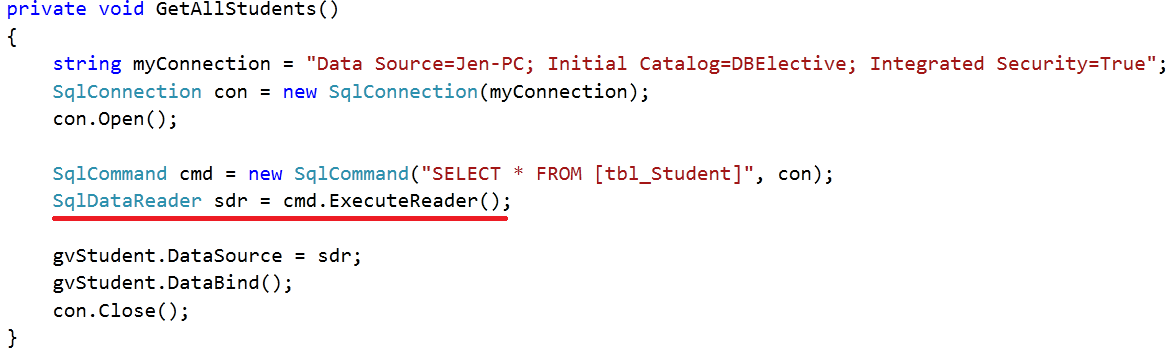 private void GetAllStudents()
{
    string myConnection = "Data Source=Jen-PC; Initial Catalog=DBElective; Integrated Security=True";
    SqlConnection con = new SqlConnection(myConnection);
    con.Open();

    SqlCommand cmd = new SqlCommand("SELECT * FROM [tbl_Student]", con);
    SqlDataReader sdr = cmd.ExecuteReader();

    gvStudent.DataSource = sdr;
    gvStudent.DataBind();
    con.Close();
}